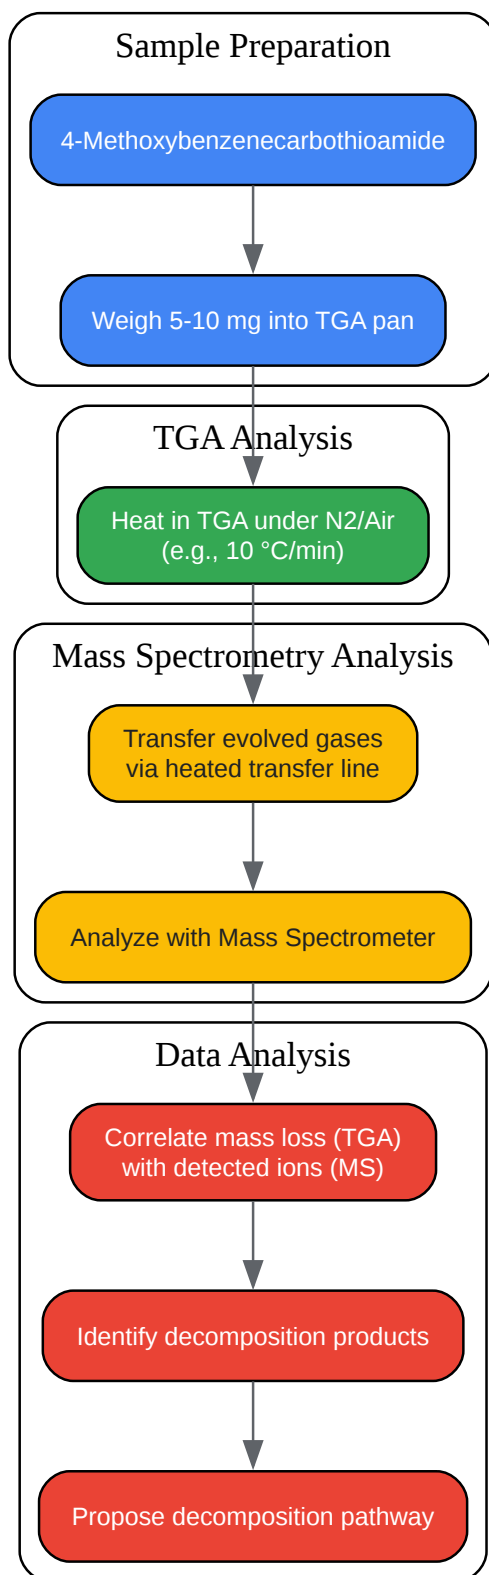 Sample Preparation
4-Methoxybenzenecarbothioamide
Weigh 5-10 mg into TGA pan
TGA Analysis
Heat in TGA under N2/Air
(e.g., 10 °C/min)
Mass Spectrometry Analysis
Transfer evolved gases
via heated transfer line
Analyze with Mass Spectrometer
Data Analysis
Correlate mass loss (TGA)
with detected ions (MS)
Identify decomposition products
Propose decomposition pathway